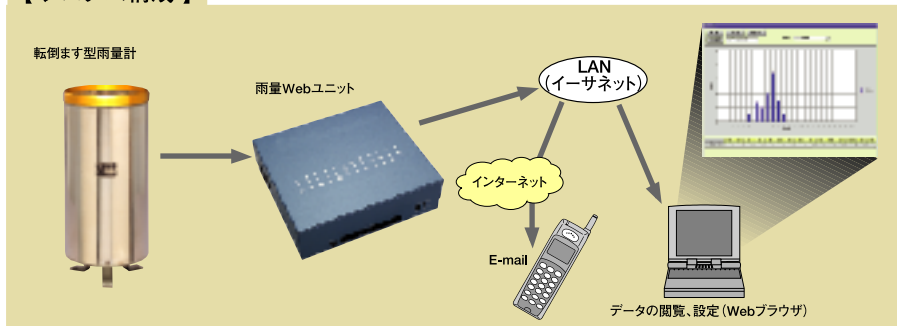 転倒ます型雨量計
雨量Webユニット
LAN
(イーサネット)
インターネット
E-mail
データの閲覧、設定(Webブラウザ)